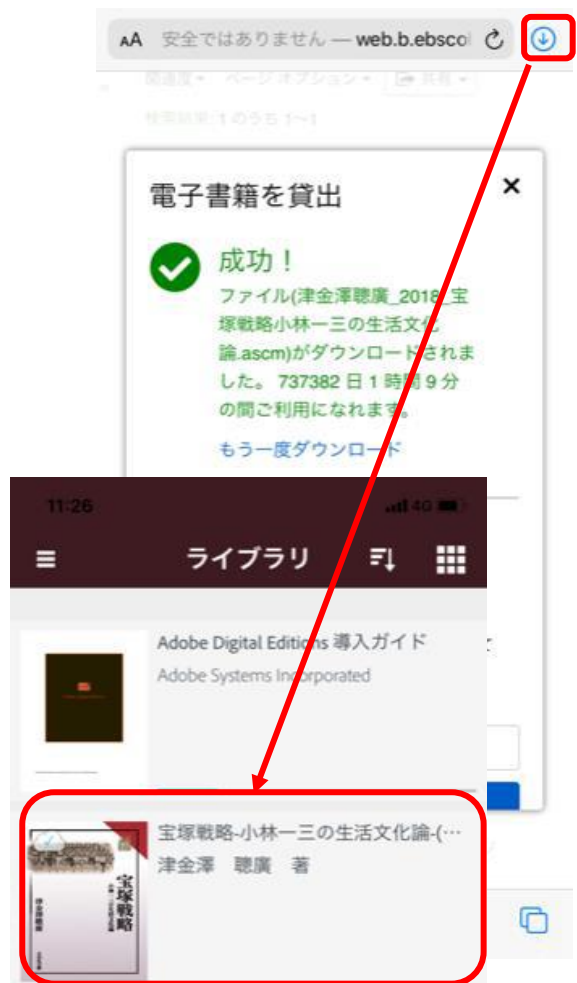 AA 安全ではありません — web.b.ebsco
関連度 ページ オプション 共有
検索結果: 1 のうち 1～1
電子書籍を貸出
成功！
ファイル(津金澤聰廣_2018_宝
塚戦略小林一三の生活文化
論.ascm)がダウンロードされま
した。 737382 日 1 時間 9 分
の間ご利用になれます。
もう一度ダウンロード
11:26
4G
ライブラリ
Adobe Digital Editions 導入ガイド
Adobe Systems Incorporated
宝塚戦略-小林一三の生活文化論-(…
津金澤 聰廣 著
宝塚戦略